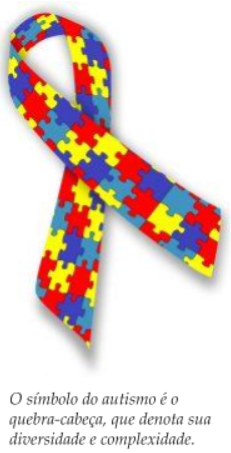 O símbolo do autismo é o
quebra-cabeça, que denota sua
diversidade e complexidade.